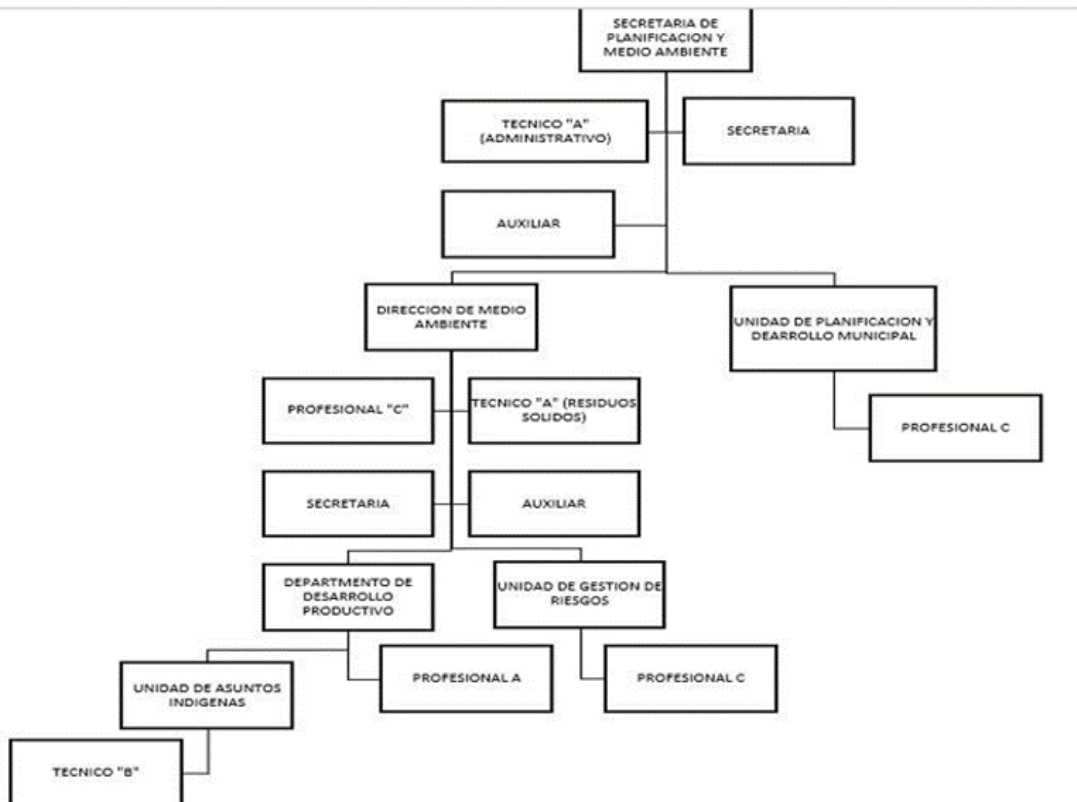 SECRETARIA DE
PLANIFICACION Y
MEDIO AMBIENTE
TECNICO "A"
(ADMINISTRATIVO)
SECRETARIA
AUXILIAR
DIRECCION DE MEDIO
AMBIENTE
UNIDAD DE PLANIFICACION Y
DEARROLLO MUNICIPAL
PROFESIONAL "C"
TECNICO "A" (RESIDUOS
SOLIDOS)
PROFESIONAL C
SECRETARIA
AUXILIAR
DEPARTMENTO DE
DESARROLLO
PRODUCTIVO
UNIDAD DE GESTION DE
RIESGOS
UNIDAD DE ASUNTOS
INDIGENAS
PROFESIONAL A
PROFESIONAL C
TECNICO "B"